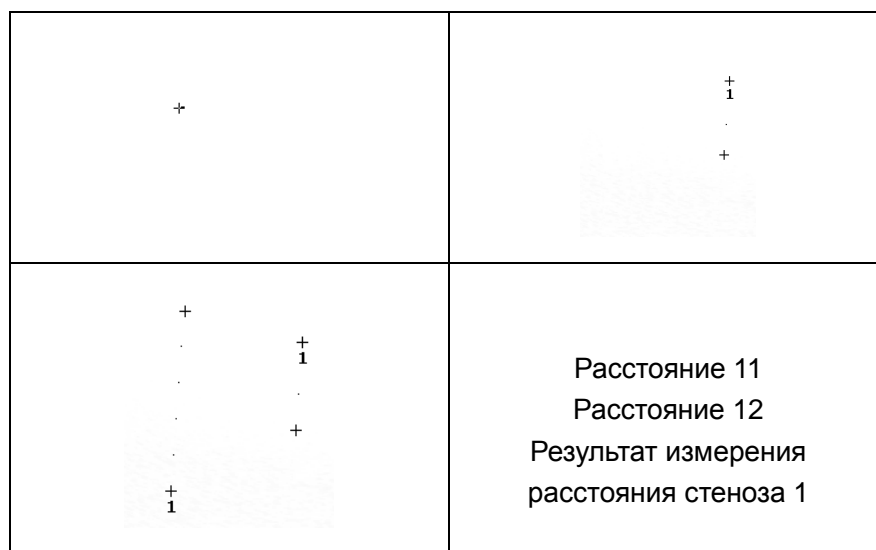 1
1
1
Расстояние 11
Расстояние 12
Результат измерения
расстояния стеноза 1